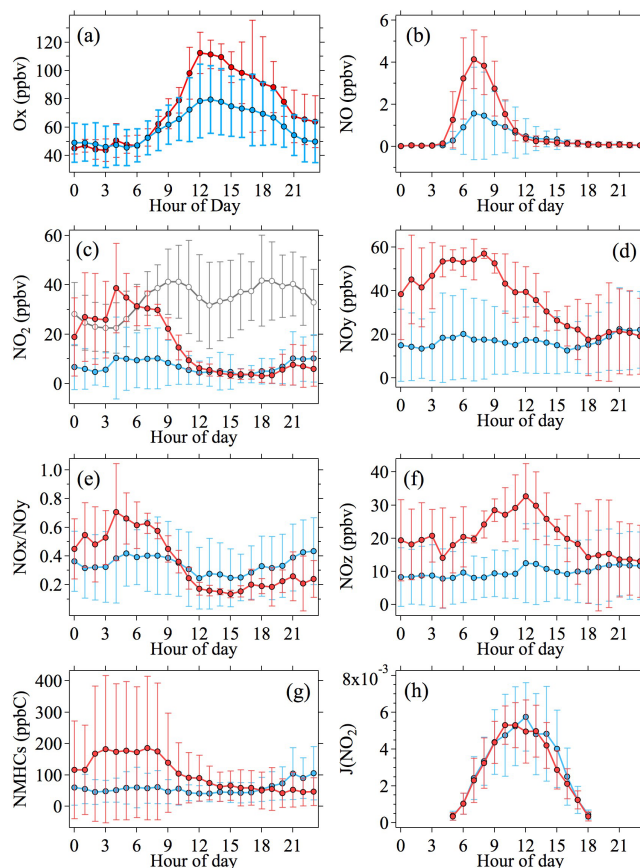 (a)
Ox (ppbv)
120
100
80
60
40
0 3 6 9 12 15 18 21
Hour of Day
(b)
NO (ppbv)
6
4
2
0
0 3 6 9 12 15 18 21
Hour of day
(c)
NO2 (ppbv)
60
40
20
0
0 3 6 9 12 15 18 21
Hour of day
(d)
NOy (ppbv)
60
40
20
0
0 3 6 9 12 15 18 21
Hour of day
(e)
NOx/NOy
1.0
0.8
0.6
0.4
0.2
0 3 6 9 12 15 18 21
Hour of day
(f)
NOz (ppbv)
40
30
20
10
0
0 3 6 9 12 15 18 21
Hour of day
(g)
NMHCs (ppbC)
400
300
200
100
0
0 3 6 9 12 15 18 21
Hour of day
(h)
J(NO2)
8x10-3
6
4
2
0
0 3 6 9 12 15 18 21
Hour of day